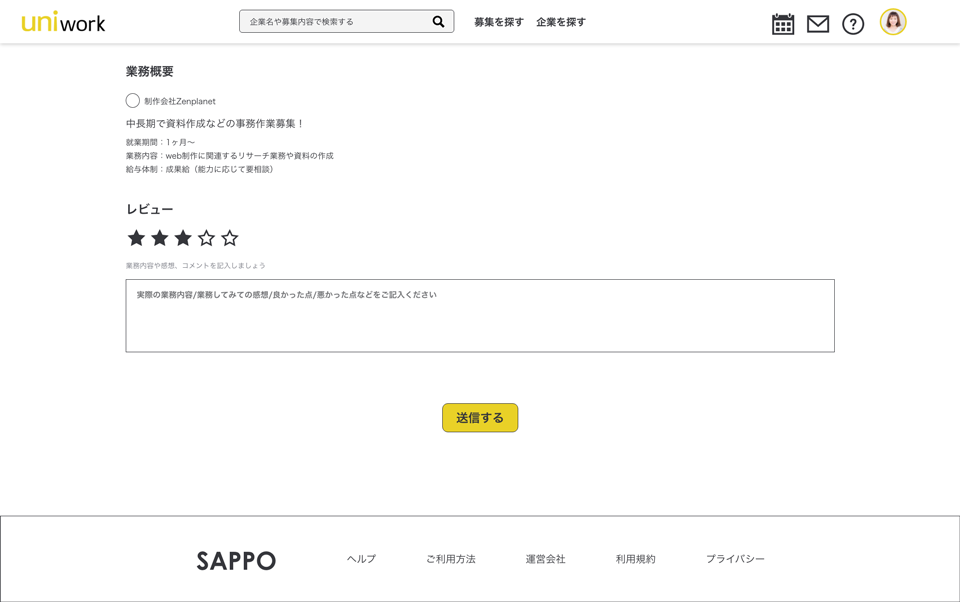 uniwork
企業名や募集内容で検索する
募集を探す 企業を探す
?
業務概要
制作会社Zenplanet
中長期で資料作成などの事務作業募集！
就業期間：1ヶ月〜
業務内容：web制作に関連するリサーチ業務や資料の作成
給与体制：成果給（能力に応じて要相談）
レビュー
業務内容や感想、コメントを記入しましょう
実際の業務内容/業務してみての感想/良かった点/悪かった点などをご記入ください
送信する
SAPPO
ヘルプ
ご利用方法
運営会社
利用規約
プライバシー